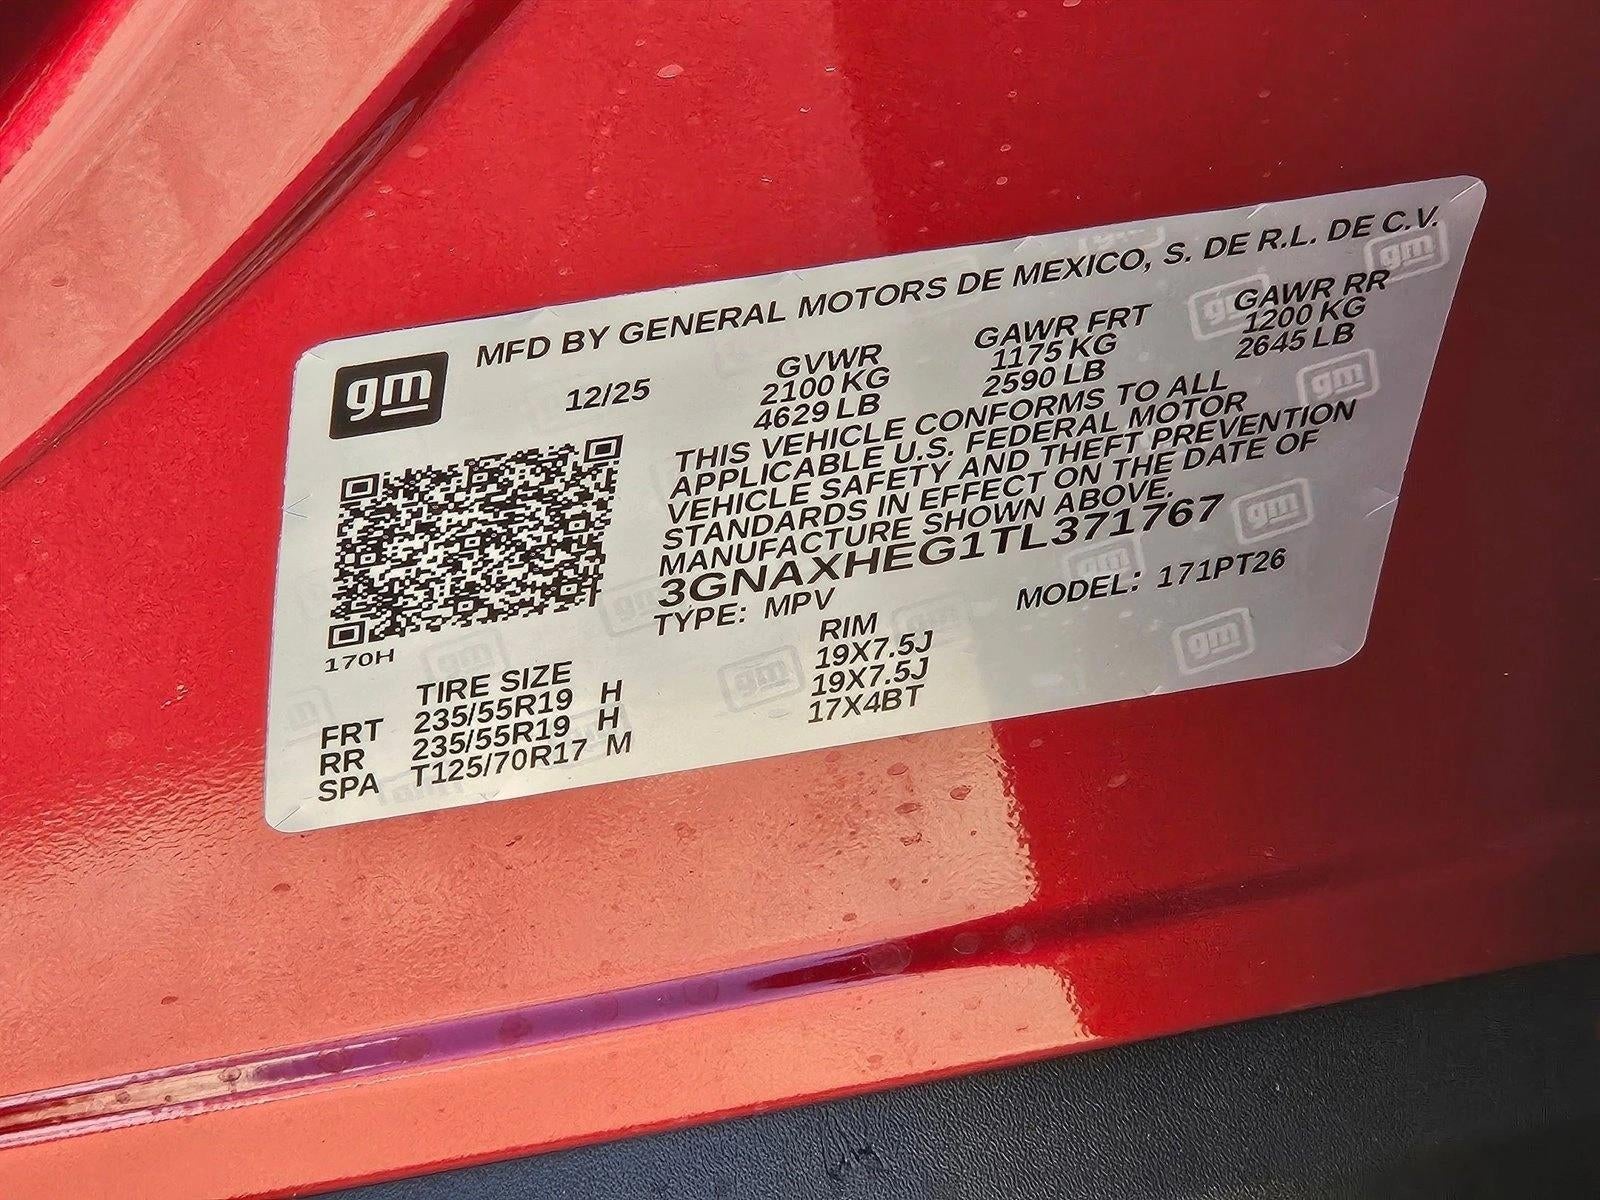 MFD BY GENERAL MOTORS DE MEXICO, S. DE R.L. DE C.V.
gm
12/25
GVWR GAWR FRT GAWR RR
2100 KG 1175 KG 1200 KG
4629 LB 2590 LB 2645 LB
THIS VEHICLE CONFORMS TO ALL
APPLICABLE U.S. FEDERAL MOTOR
VEHICLE SAFETY AND THEFT PREVENTION
STANDARDS IN EFFECT ON THE DATE OF
MANUFACTURE SHOWN ABOVE.
3GNAXHEG1TL371767
TYPE: MPV MODEL: 171PT26
170H
TIRE SIZE RIM
FRT 235/55R19 H 19X7.5J
RR 235/55R19 H 19X7.5J
SPA T125/70R17 M 17X4BT